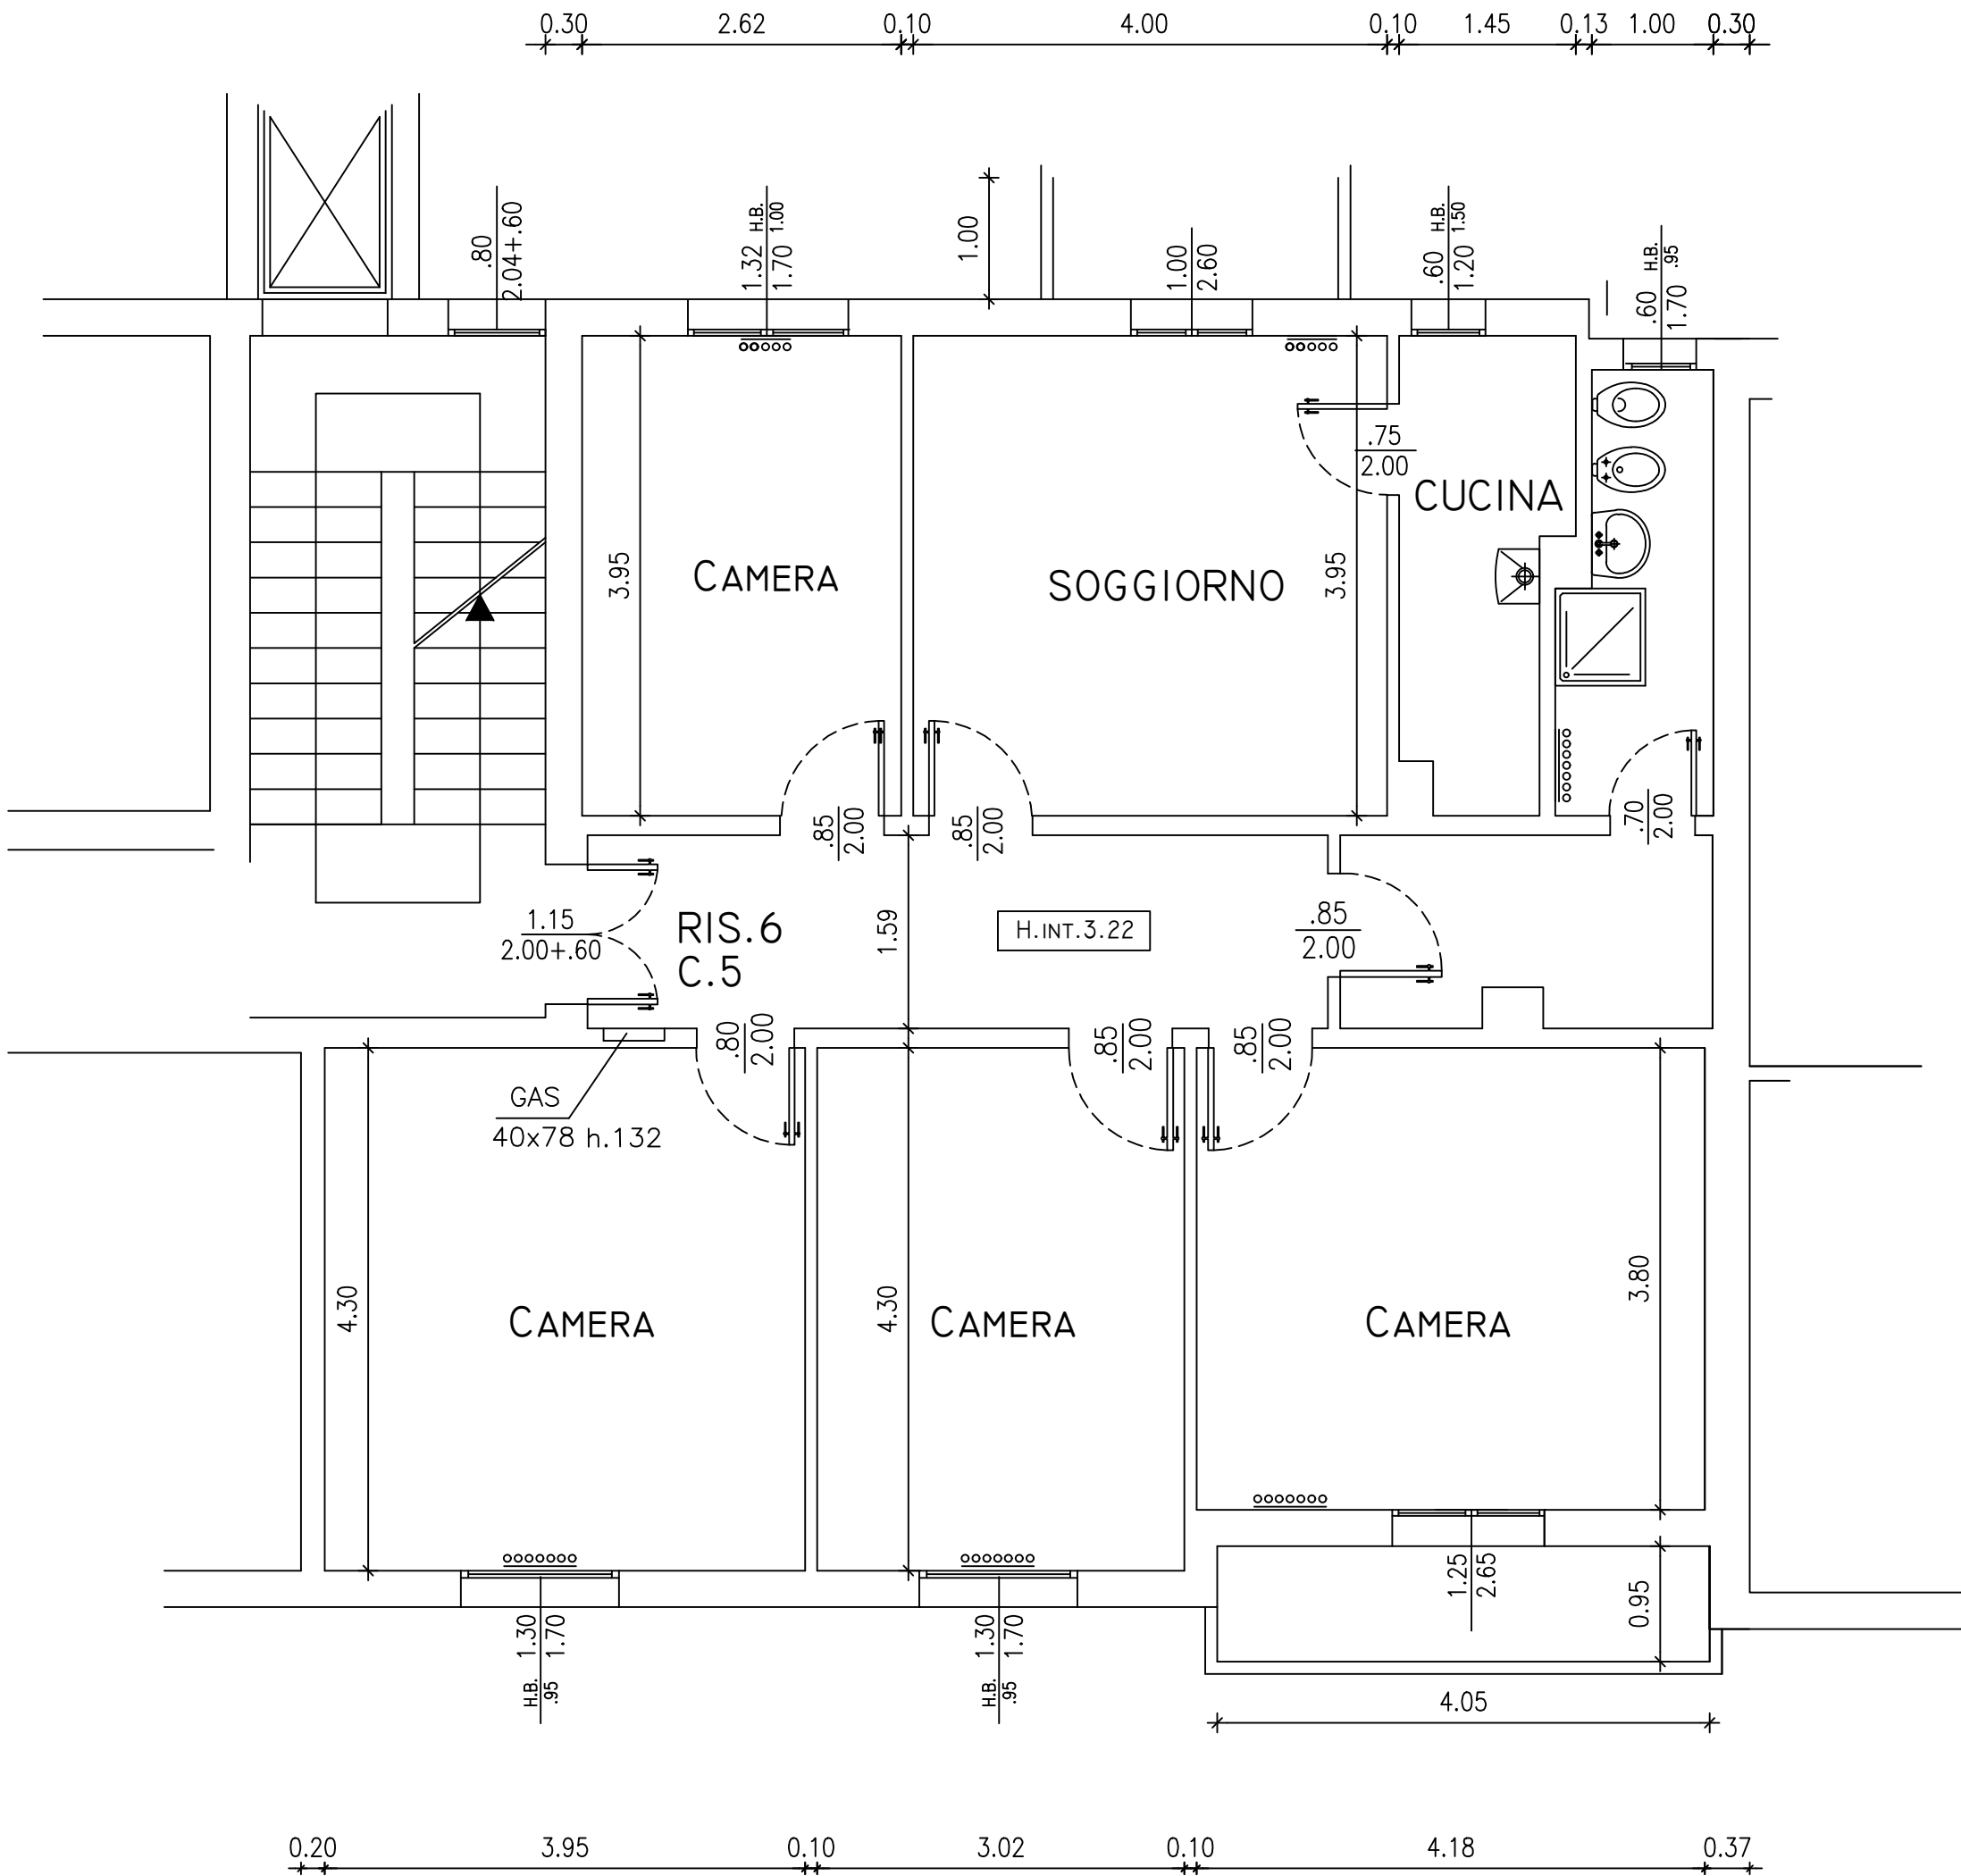 0.30 2.62 0.10 4.00 0.10 1.45 0.13 1.00 0.30
.80
2.04+.60
1.32 H.B.
1.70 1.00
1.00
1.00
2.60
.60 H.B.
1.20 1.50
.60 H.B.
1.70 .95
.75
2.00
CUCINA
3.95
CAMERA
SOGGIORNO
3.95
.85
2.00
.85
2.00
.70
2.00
1.15
2.00+.60
RIS.6
C.5
1.59
H.INT.3.22
.85
2.00
.80
2.00
.85
2.00
.85
2.00
GAS
40x78 h.132
4.30
CAMERA
4.30
CAMERA
CAMERA
3.80
1.25
2.65
0.95
H.B. 1.30
.95 1.70
H.B. 1.30
.95 1.70
4.05
0.20 3.95 0.10 3.02 0.10 4.18 0.37